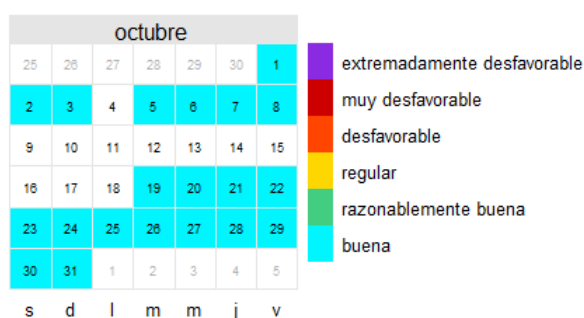 octubre
25 26 27 28 29 30 1
2 3 4 5 6 7 8
9 10 11 12 13 14 15
16 17 18 19 20 21 22
23 24 25 26 27 28 29
30 31 1 2 3 4 5
s d l m m j v
extremadamente desfavorable
muy desfavorable
desfavorable
regular
razonablemente buena
buena